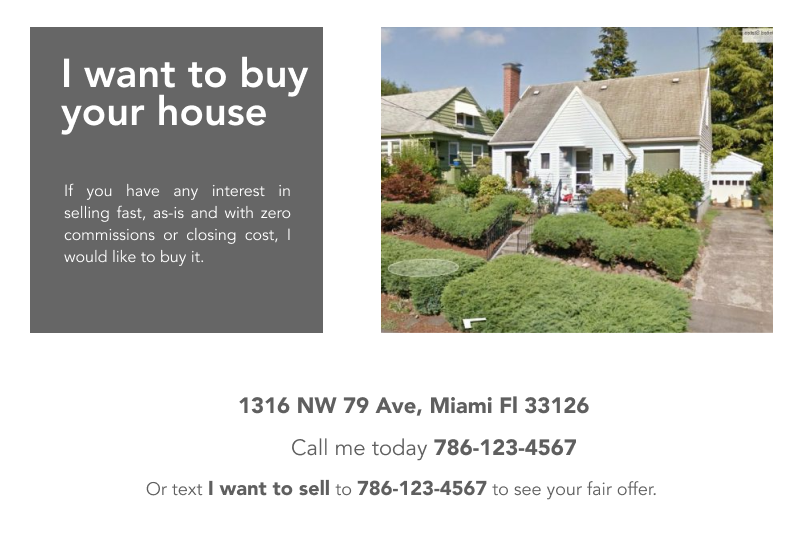 I want to buy
your house
If you have any interest in
selling fast, as-is and with zero
commissions or closing cost, I
would like to buy it.
1316 NW 79 Ave, Miami Fl 33126
Call me today 786-123-4567
Or text I want to sell to 786-123-4567 to see your fair offer.